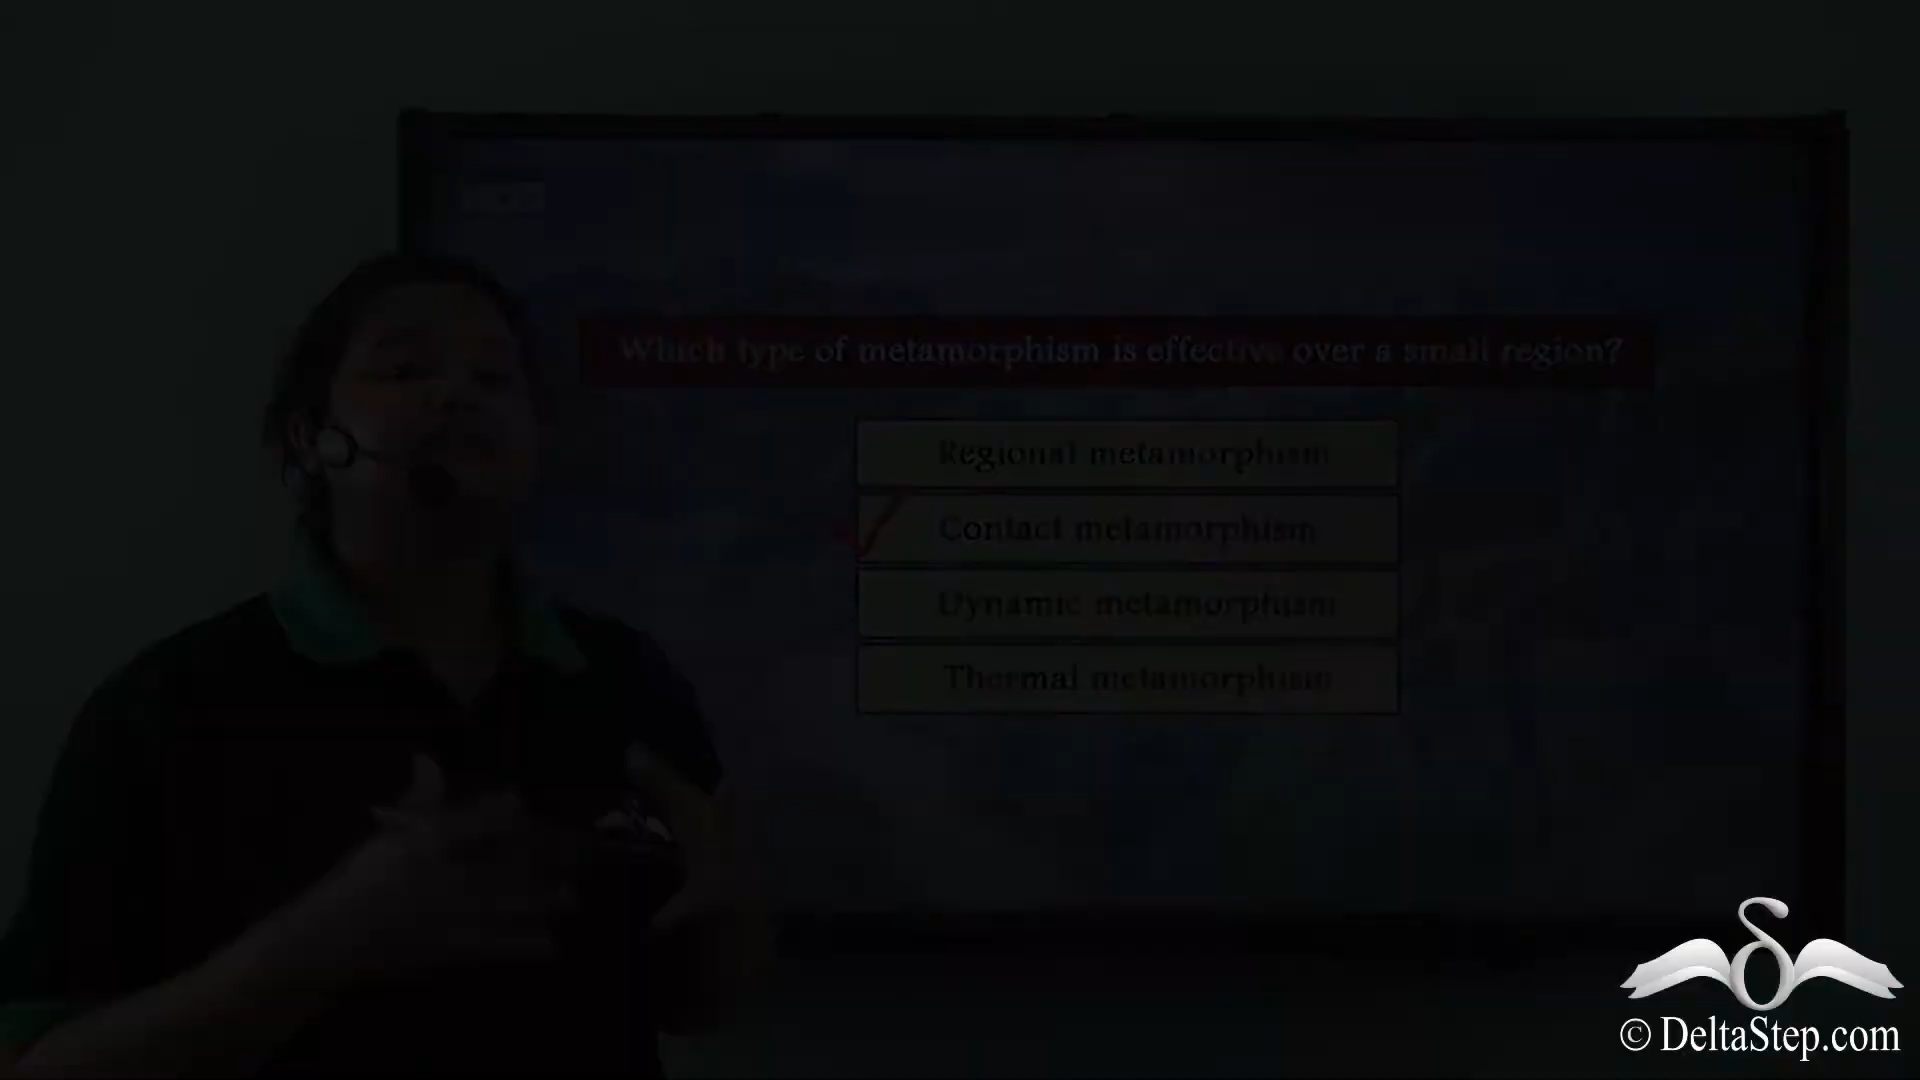 Which type of metamorphism is effective over a small region?
Regional metamorphism
Contact metamorphism
Dynamic metamorphism
Thermal metamorphism
© DeltaStep.com